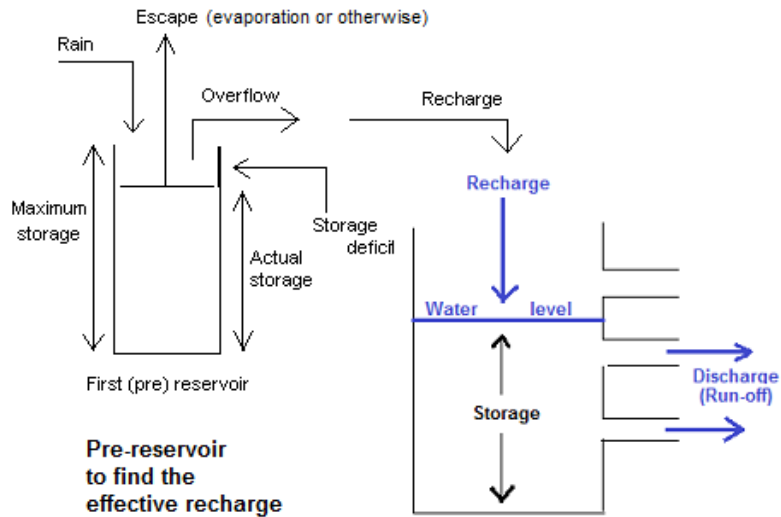 Escape (evaporation or otherwise)
Rain
Overflow
Recharge
Recharge
Maximum
storage
Storage
deficit
Actual
storage
Water level
Storage
Discharge
(Run-off)
First (pre) reservoir
Pre-reservoir
to find the
effective recharge